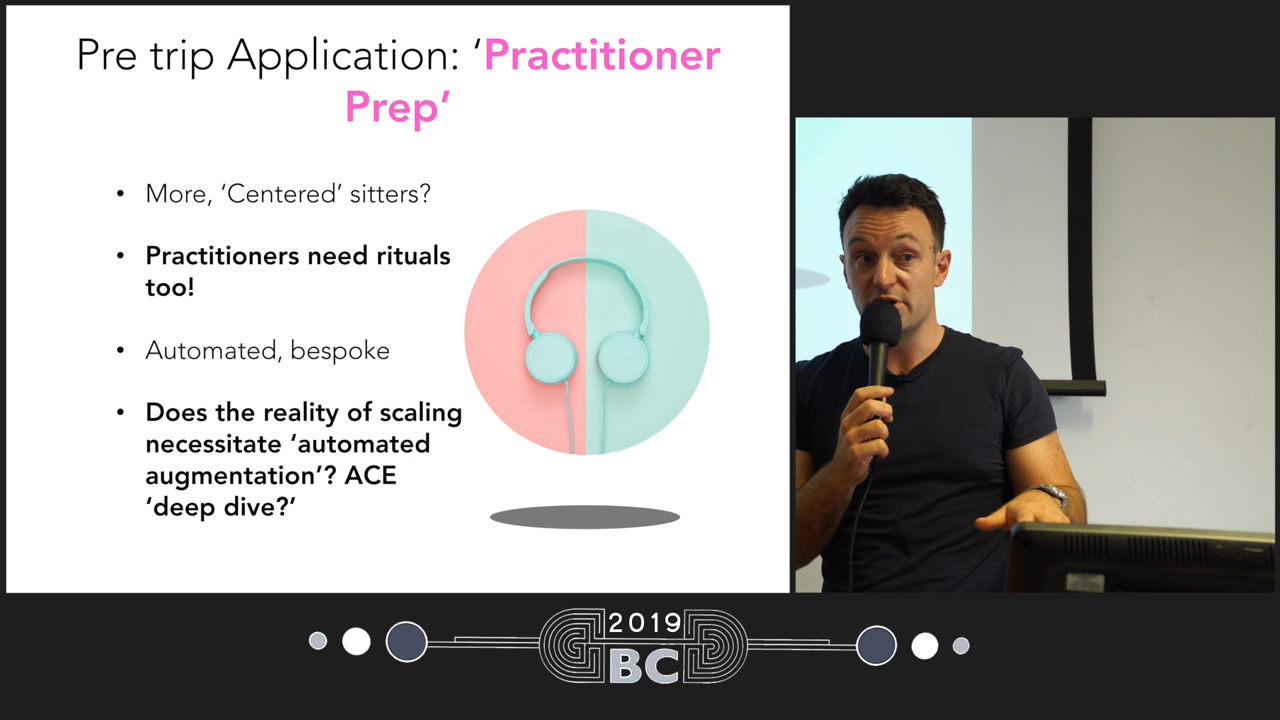 Pre trip Application: ‘Practitioner
Prep’
• More, ‘Centered’ sitters?
• Practitioners need rituals
too!
• Automated, bespoke
• Does the reality of scaling
necessitate ‘automated
augmentation’? ACE
‘deep dive?’
2019
BC